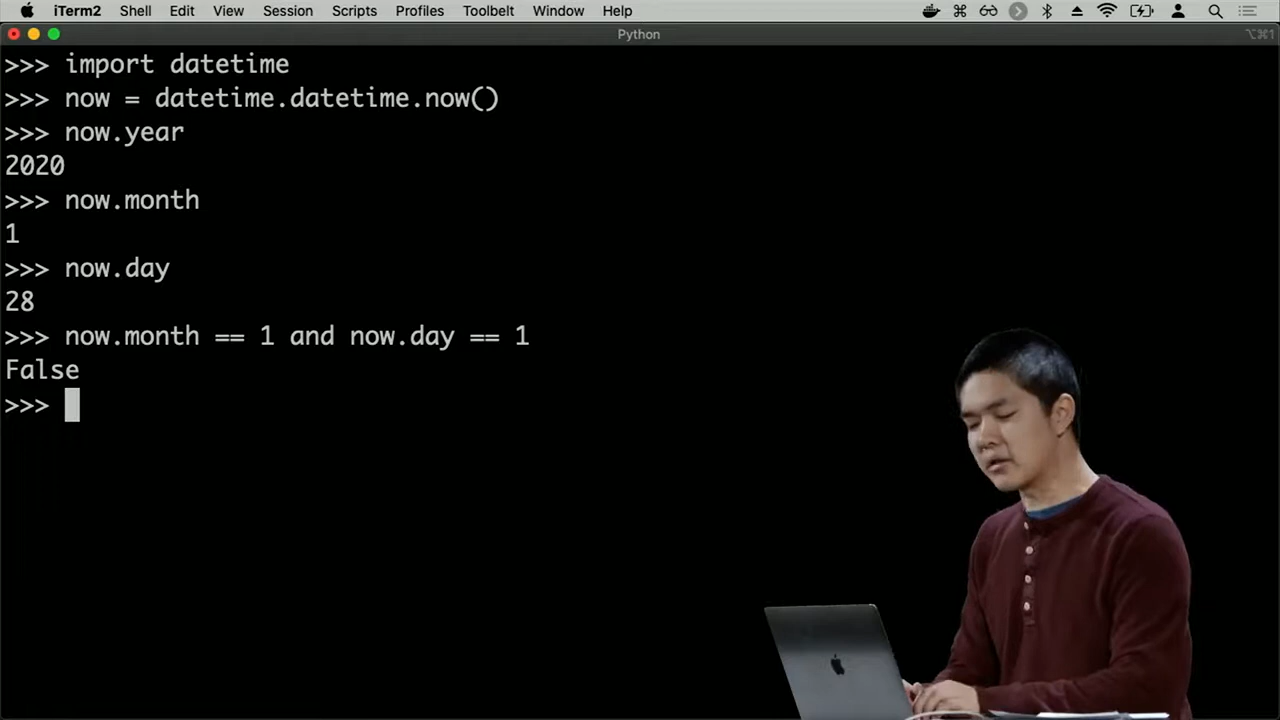 iTerm2 Shell Edit View Session Scripts Profiles Toolbelt Window Help
Python
⌥⌘1
>>> import datetime
>>> now = datetime.datetime.now()
>>> now.year
2020
>>> now.month
1
>>> now.day
28
>>> now.month == 1 and now.day == 1
False
>>>